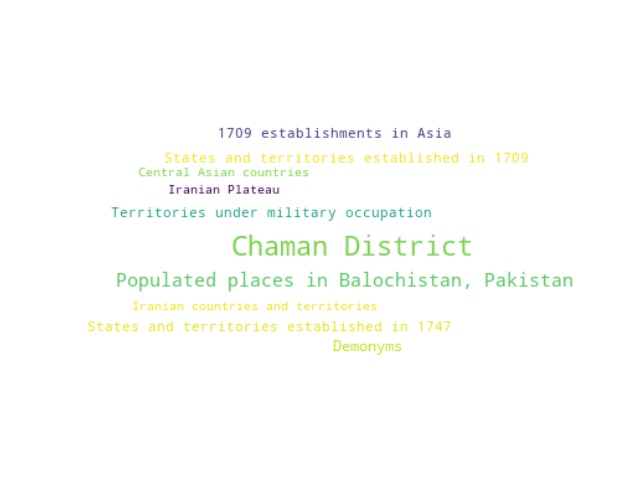 1709 establishments in Asia
States and territories established in 1709
Central Asian countries
Iranian Plateau
Territories under military occupation
Chaman District
Populated places in Balochistan, Pakistan
Iranian countries and territories
States and territories established in 1747
Demonyms